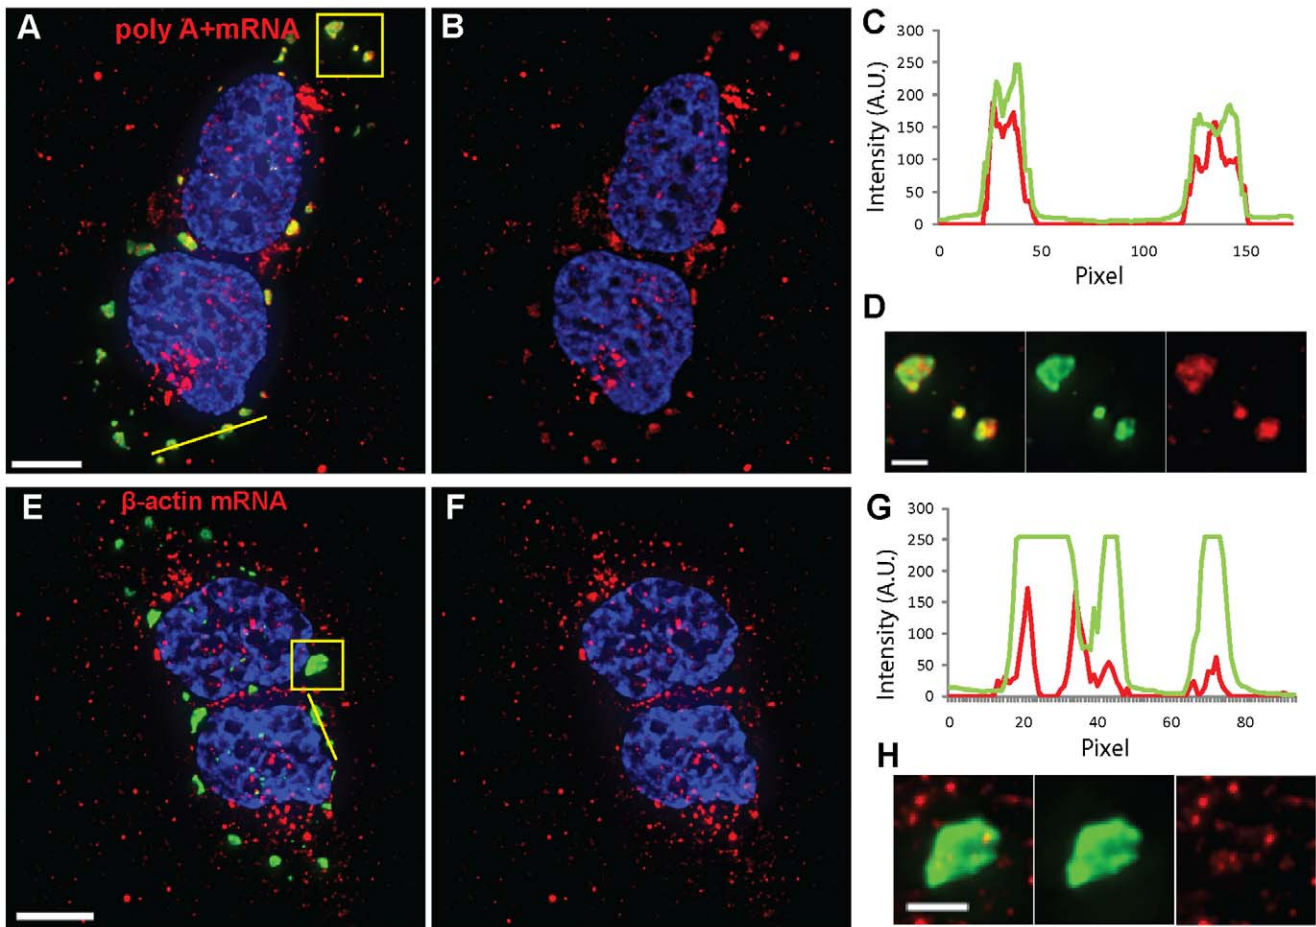 A
poly A+mRNA
B
C
300
250
200
150
100
50
0
Intensity (A.U.)
0 50 100 150
Pixel
D
E
β-actin mRNA
F
G
300
250
200
150
100
50
0
Intensity (A.U.)
0 20 40 60 80
Pixel
H